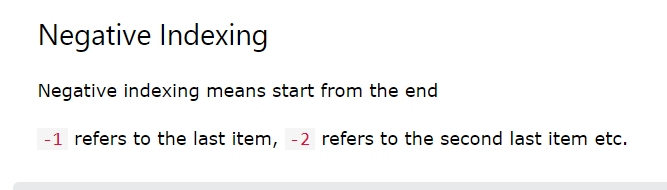 Negative Indexing
Negative indexing means start from the end
-1 refers to the last item, -2 refers to the second last item etc.